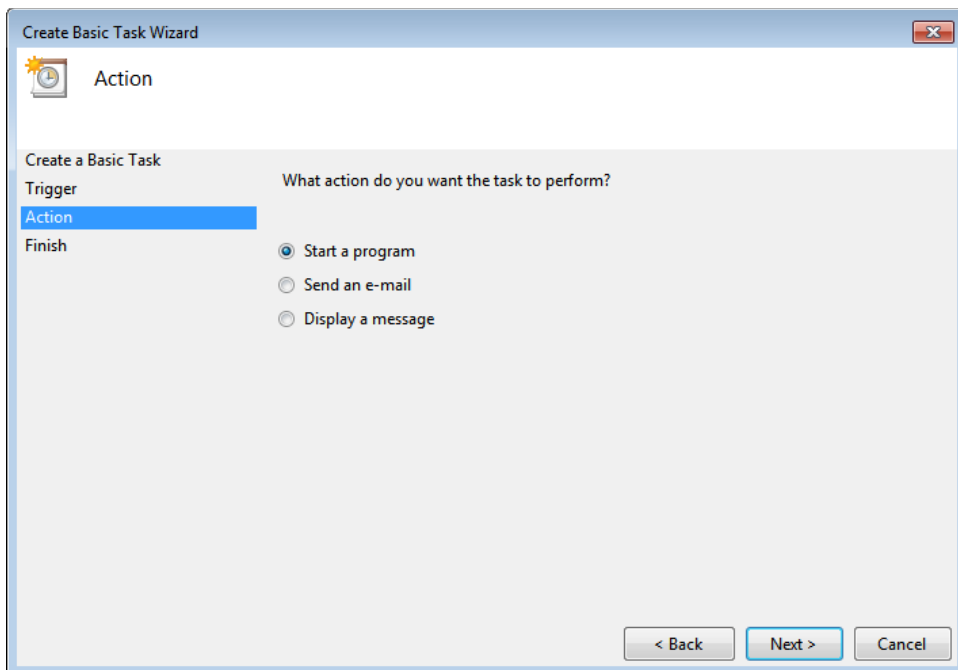 Create Basic Task Wizard
Action
Create a Basic Task
Trigger
Action
Finish
What action do you want the task to perform?
Start a program
Send an e-mail
Display a message
< Back
Next >
Cancel